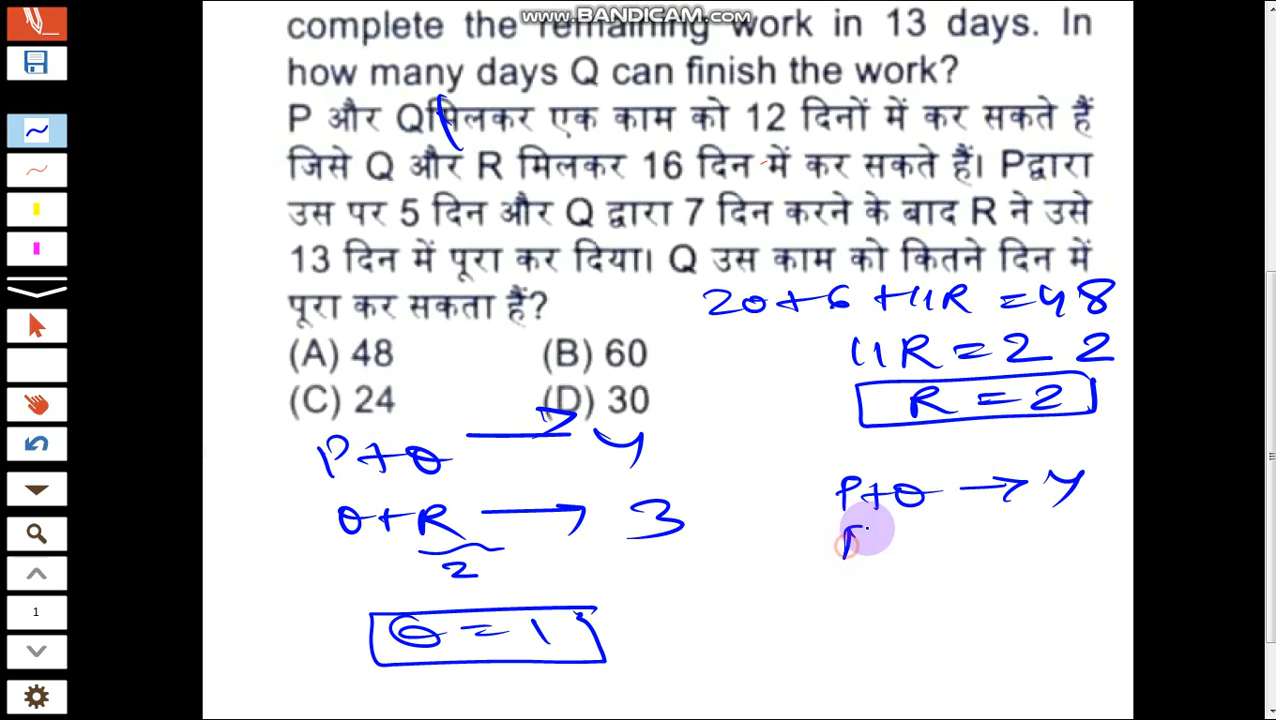 www.BANDICAM.com
complete the remaining work in 13 days. In
how many days Q can finish the work?
P और Qमिलकर एक काम को 12 दिनों में कर सकते हैं
जिसे Q और R मिलकर 16 दिन में कर सकते हैं। Pद्वारा
उस पर 5 दिन और Q द्वारा 7 दिन करने के बाद R ने उसे
13 दिन में पूरा कर दिया। Q उस काम को कितने दिन में
पूरा कर सकता हैं?
20+6+11R=48
(A) 48 (B) 60
11R=22
(C) 24 (D) 30
R=2
P+Q → 4
P+Q → 4
Q+R → 3
2
Q=1
1